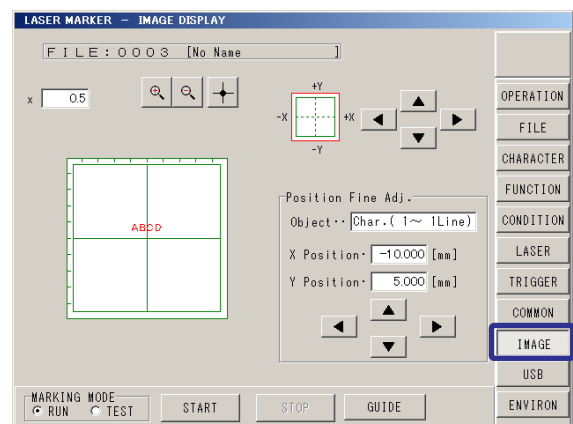 LASER MARKER － IMAGE DISPLAY
FILE:0003 [No Name ]
x 0.5
+Y
-X +X
-Y
ABCD
Position Fine Adj.
Object·· Char.( 1～ 1Line)
X Position· -10.000 [mm]
Y Position· 5.000 [mm]
MARKING MODE
RUN TEST
START
STOP
GUIDE
OPERATION
FILE
CHARACTER
FUNCTION
CONDITION
LASER
TRIGGER
COMMON
IMAGE
USB
ENVIRON